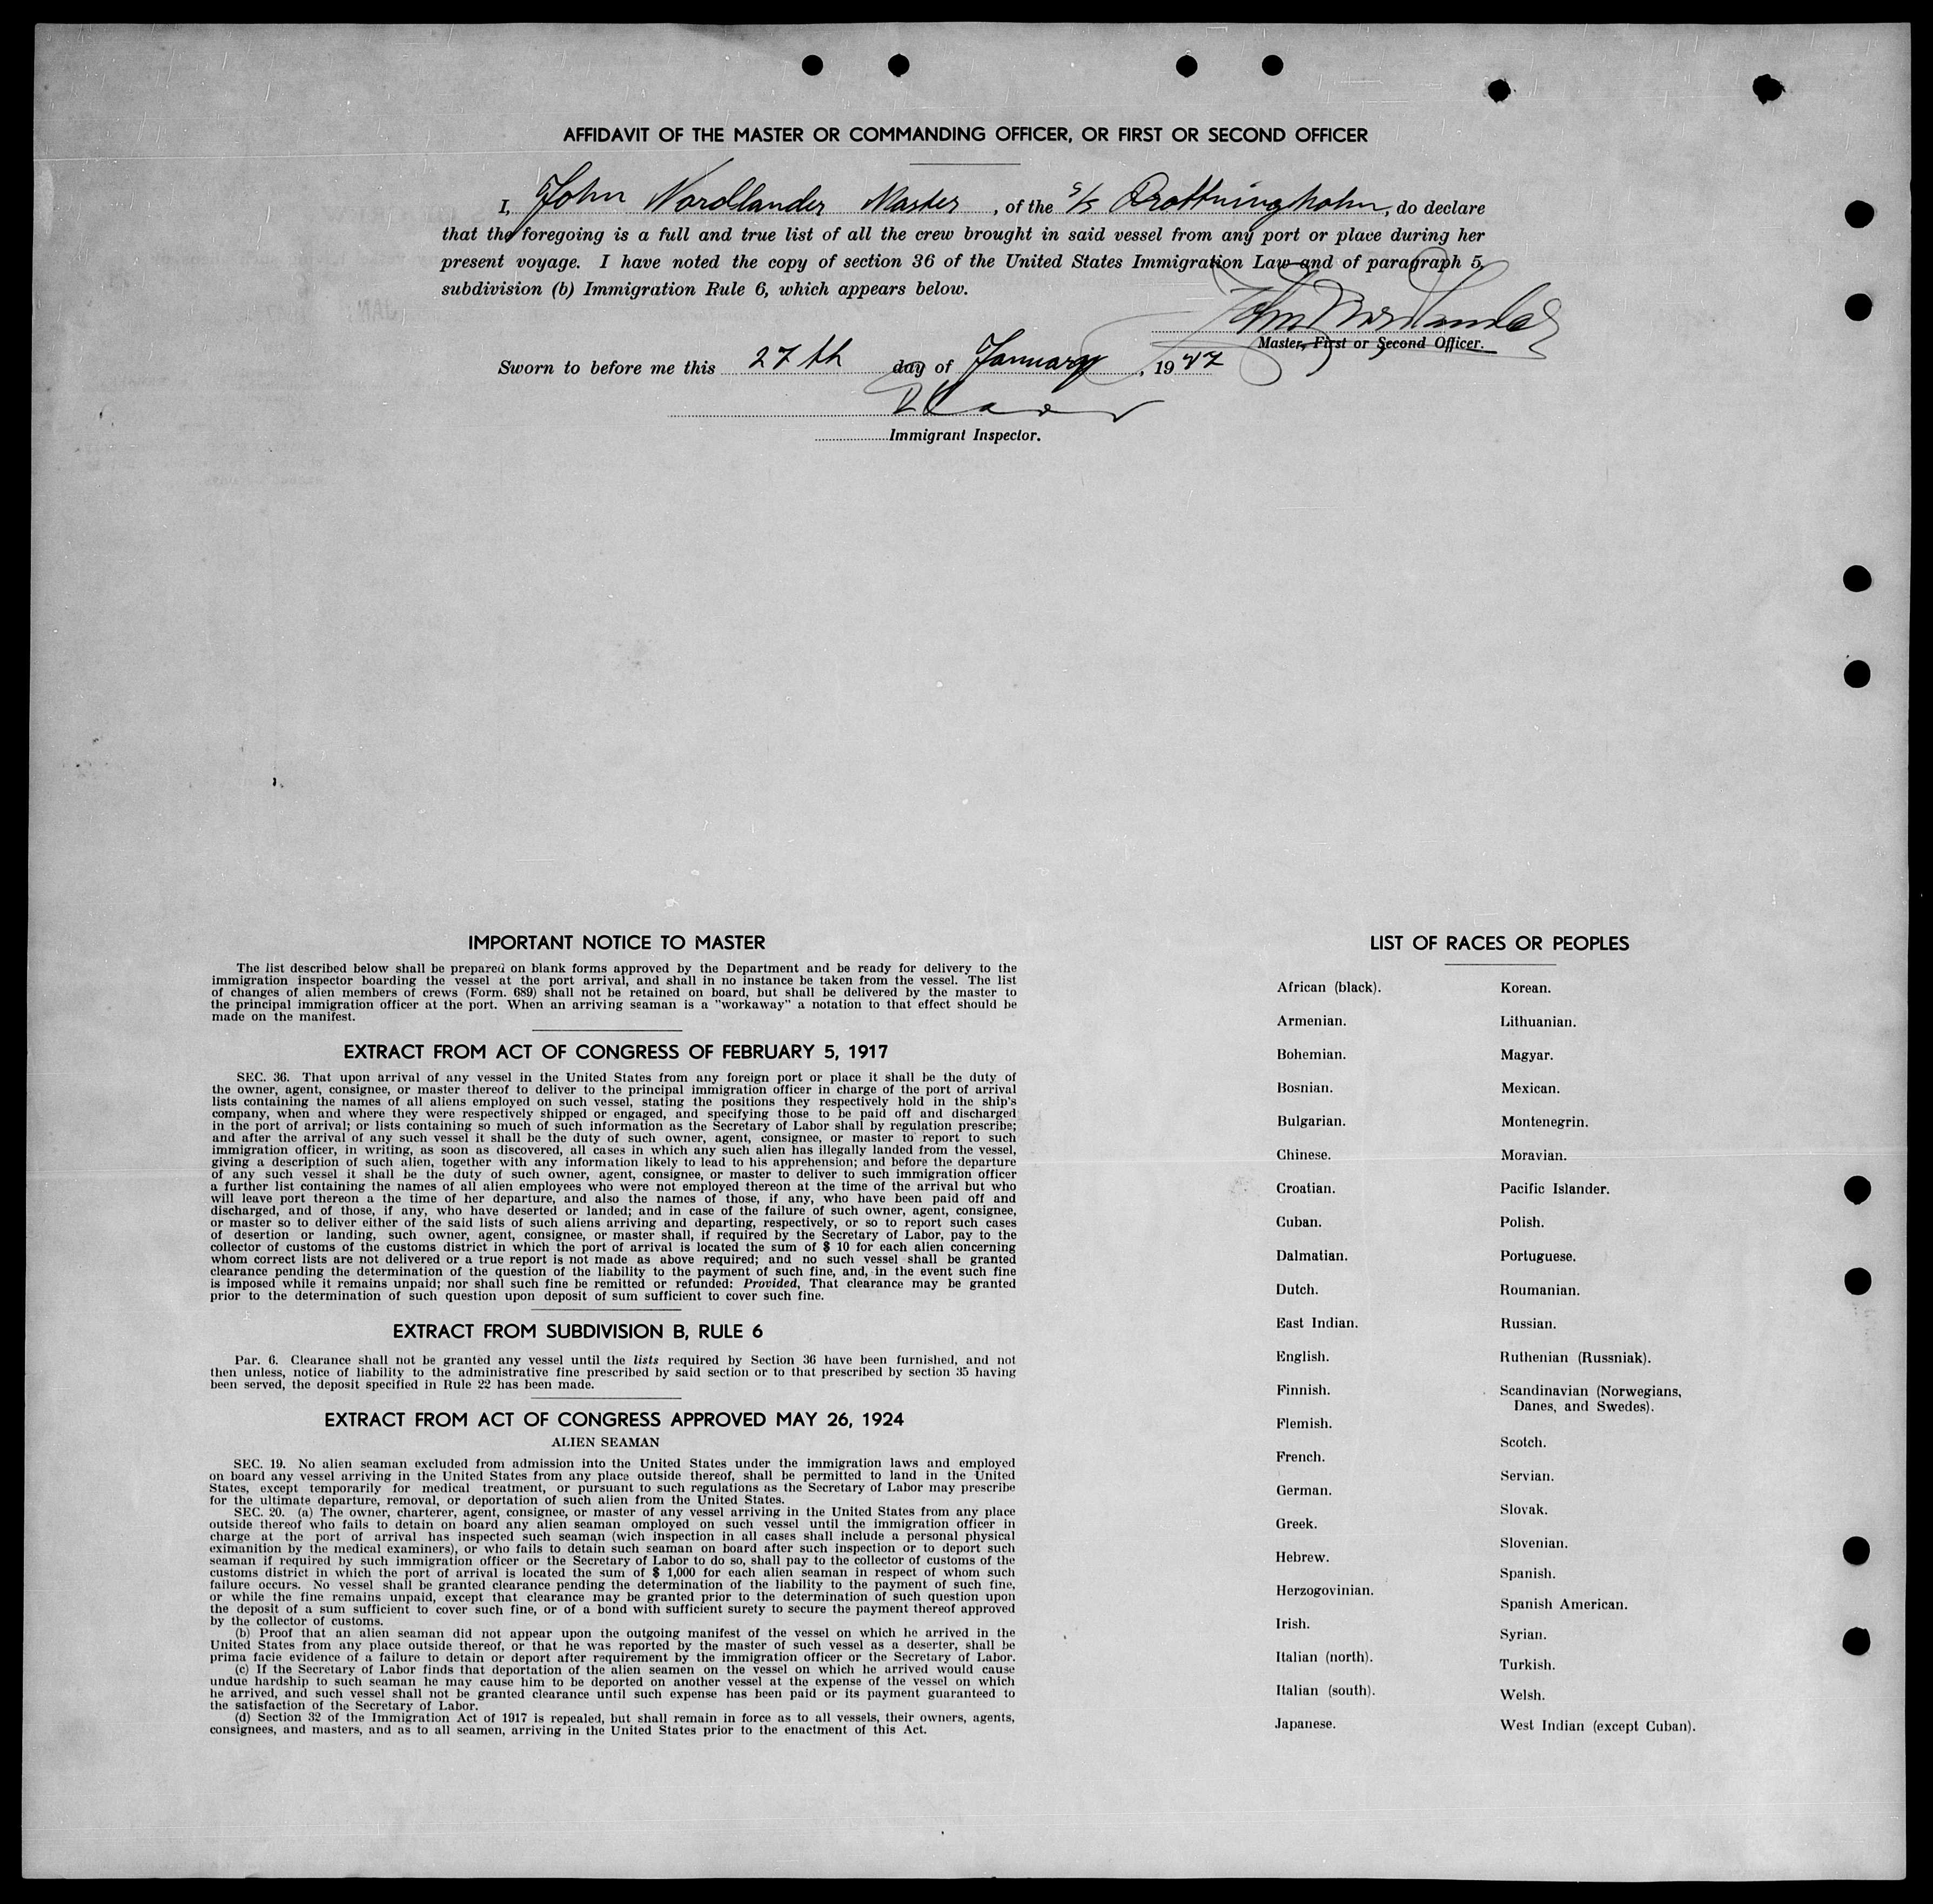 AFFIDAVIT OF THE MASTER OR COMMANDING OFFICER, OR FIRST OR SECOND OFFICER
I, John Nordlander Master, of the S/S Drottningholm, do declare
that the foregoing is a full and true list of all the crew brought in said vessel from any port or place during her
present voyage. I have noted the copy of section 36 of the United States Immigration Law and of paragraph 5,
subdivision (b) Immigration Rule 6, which appears below.
John Nordlander
Master, First or Second Officer.
Sworn to before me this 27th day of January, 1947
Immigrant Inspector.
IMPORTANT NOTICE TO MASTER
The list described below shall be prepared on blank forms approved by the Department and be ready for delivery to the
immigration inspector boarding the vessel at the port arrival, and shall in no instance be taken from the vessel. The list
of changes of alien members of crews (Form. 689) shall not be retained on board, but shall be delivered by the master to
the principal immigration officer at the port. When an arriving seaman is a "workaway" a notation to that effect should be
made on the manifest.
EXTRACT FROM ACT OF CONGRESS OF FEBRUARY 5, 1917
SEC. 36. That upon arrival of any vessel in the United States from any foreign port or place it shall be the duty of
the owner, agent, consignee, or master thereof to deliver to the principal immigration officer in charge of the port of arrival
lists containing the names of all aliens employed on such vessel, stating the positions they respectively hold in the ship's
company, when and where they were respectively shipped or engaged, and specifying those to be paid off and discharged
in the port of arrival; or lists containing so much of such information as the Secretary of Labor shall by regulation prescribe;
and after the arrival of any such vessel it shall be the duty of such owner, agent, consignee, or master to report to such
immigration officer, in writing, as soon as discovered, all cases in which any such alien has illegally landed from the vessel,
giving a description of such alien, together with any information likely to lead to his apprehension; and before the departure
of any such vessel it shall be the duty of such owner, agent, consignee, or master to deliver to such immigration officer
a further list containing the names of all alien employees who were not employed thereon at the time of the arrival but who
will leave port thereon a the time of her departure, and also the names of those, if any, who have been paid off and
discharged, and of those, if any, who have deserted or landed; and in case of the failure of such owner, agent, consignee,
or master so to deliver either of the said lists of such aliens arriving and departing, respectively, or so to report such cases
of desertion or landing, such owner, agent, consignee, or master shall, if required by the Secretary of Labor, pay to the
collector of customs of the customs district in which the port of arrival is located the sum of $ 10 for each alien concerning
whom correct lists are not delivered or a true report is not made as above required; and no such vessel shall be granted
clearance pending the determination of the question of the liability to the payment of such fine, and, in the event such fine
is imposed while it remains unpaid; nor shall such fine be remitted or refunded: Provided, That clearance may be granted
prior to the determination of such question upon deposit of sum sufficient to cover such fine.
EXTRACT FROM SUBDIVISION B, RULE 6
Par. 6. Clearance shall not be granted any vessel until the lists required by Section 36 have been furnished, and not
then unless, notice of liability to the administrative fine prescribed by said section or to that prescribed by section 35 having
been served, the deposit specified in Rule 22 has been made.
EXTRACT FROM ACT OF CONGRESS APPROVED MAY 26, 1924
ALIEN SEAMAN
SEC. 19. No alien seaman excluded from admission into the United States under the immigration laws and employed
on board any vessel arriving in the United States from any place outside thereof, shall be permitted to land in the United
States, except temporarily for medical treatment, or pursuant to such regulations as the Secretary of Labor may prescribe
for the ultimate departure, removal, or deportation of such alien from the United States.
SEC. 20. (a) The owner, charterer, agent, consignee, or master of any vessel arriving in the United States from any place
outside thereof who fails to detain on board any alien seaman omployed on such vessel until the immigration officer in
charge at the port of arrival has inspected such seaman (wich inspection in all cases shall include a personal physical
eximanition by the medical examiners), or who fails to detain such seaman on board after such inspection or to deport such
seaman if required by such immigration officer or the Secretary of Labor to do so, shall pay to the collector of customs of the
customs district in which the port of arrival is located the sum of $ 1,000 for each alien seaman in respect of whom such
failure occurs. No vessel shall be granted clearance pending the determination of the liability to the payment of such fine,
or while the fine remains unpaid, except that clearance may be granted prior to the determination of such question upon
the deposit of a sum sufficient to cover such fine, or of a bond with sufficient surety to secure the payment thereof approved
by the collector of customs.
(b) Proof that an alien seaman did not appear upon the outgoing manifest of the vessel on which he arrived in the
United States from any place outside thereof, or that he was reported by the master of such vessel as a deserter, shall be
prima facie evidence of a failure to detain or deport after requirement by the immigration officer or the Secretary of Labor.
(c) If the Secretary of Labor finds that deportation of the alien seamen on the vessel on which he arrived would cause
undue hardship to such seaman he may cause him to be deported on another vessel at the expense of the vessel on which
he arrived, and such vessel shall not be granted clearance until such expense has been paid or its payment guaranteed to
the satisfaction of the Secretary of Labor.
(d) Section 32 of the Immigration Act of 1917 is repealed, but shall remain in force as to all vessels, their owners, agents,
consignees, and masters, and as to all seamen, arriving in the United States prior to the enactment of this Act.
LIST OF RACES OR PEOPLES
African (black).
Armenian.
Bohemian.
Bosnian.
Bulgarian.
Chinese.
Croatian.
Cuban.
Dalmatian.
Dutch.
East Indian.
English.
Finnish.
Flemish.
French.
German.
Greek.
Hebrew.
Herzogovinian.
Irish.
Italian (north).
Italian (south).
Japanese.
Korean.
Lithuanian.
Magyar.
Mexican.
Montenegrin.
Moravian.
Pacific Islander.
Polish.
Portuguese.
Roumanian.
Russian.
Ruthenian (Russniak).
Scandinavian (Norwegians,
Danes, and Swedes).
Scotch.
Servian.
Slovak.
Slovenian.
Spanish.
Spanish American.
Syrian.
Turkish.
Welsh.
West Indian (except Cuban).